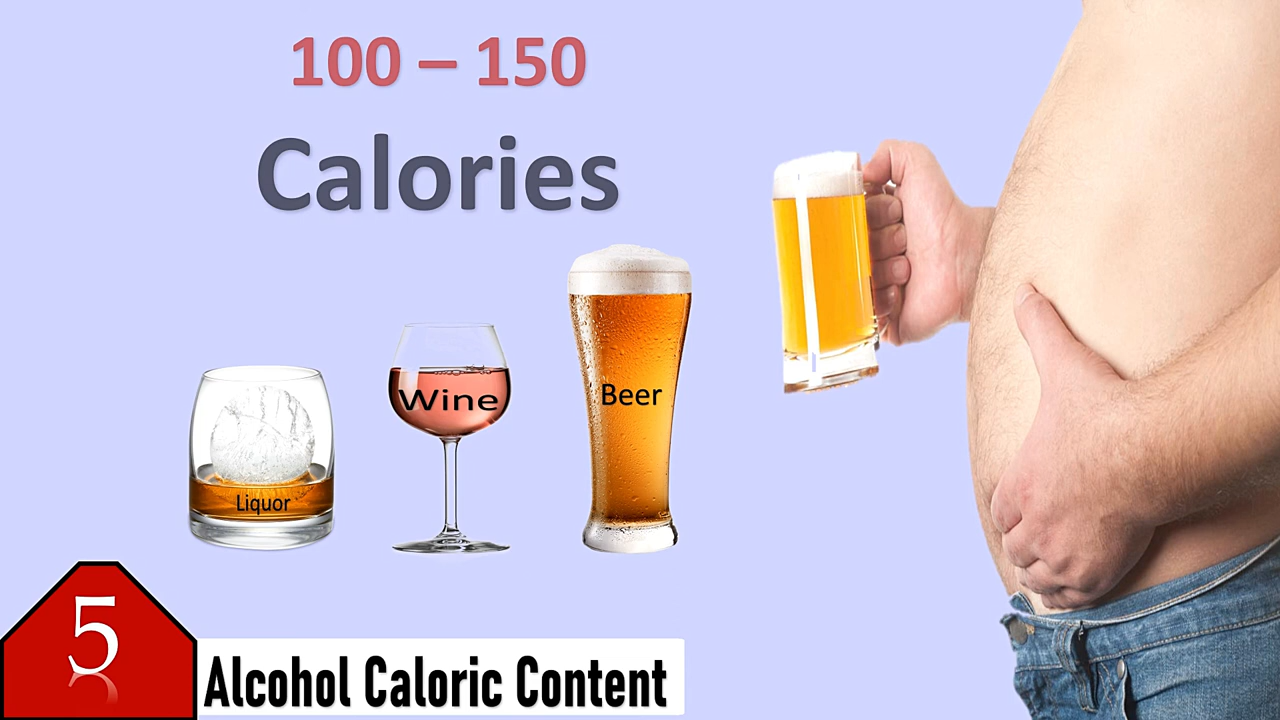 100 – 150
Calories
Liquor
Wine
Beer
5
Alcohol Caloric Content